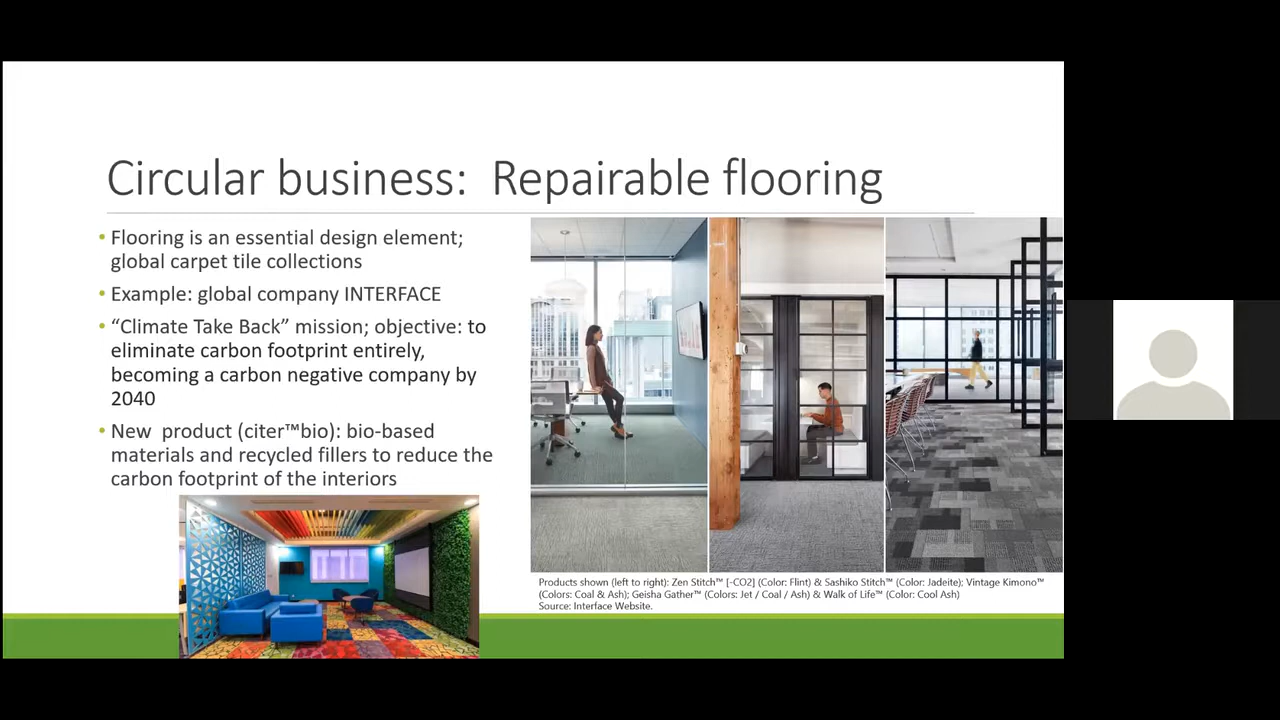 Circular business:  Repairable flooring
• Flooring is an essential design element;
global carpet tile collections
• Example: global company INTERFACE
• “Climate Take Back” mission; objective: to
eliminate carbon footprint entirely,
becoming a carbon negative company by
2040
• New  product (citer™bio): bio-based
materials and recycled fillers to reduce the
carbon footprint of the interiors
Products shown (left to right): Zen Stitch™ [-CO2] (Color: Flint) & Sashiko Stitch™ (Color: Jadeite); Vintage Kimono™
(Colors: Coal & Ash); Geisha Gather™ (Colors: Jet / Coal / Ash) & Walk of Life™ (Color: Cool Ash)
Source: Interface Website.